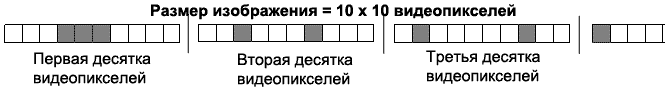 Размер изображения = 10 х 10 видеопикселей
Первая десятка
видеопикселей
Вторая десятка
видеопикселей
Третья десятка
видеопикселей